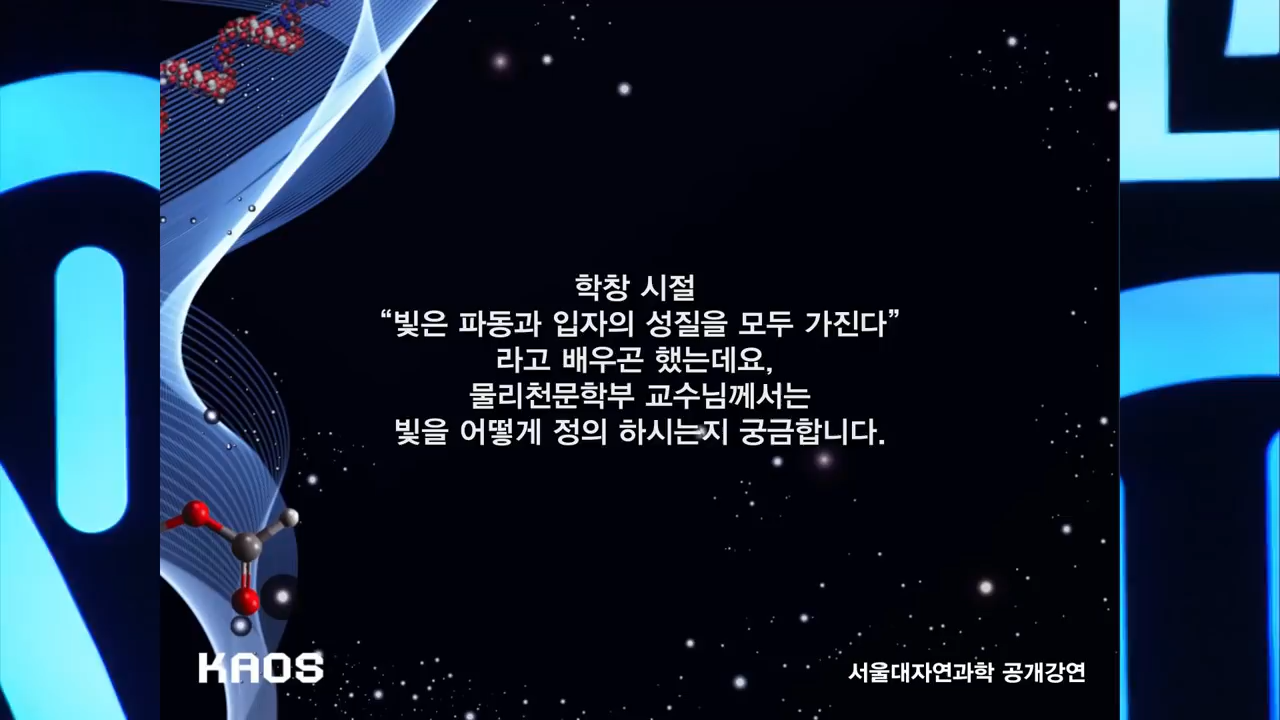 학창 시절
“빛은 파동과 입자의 성질을 모두 가진다”
라고 배우곤 했는데요,
물리천문학부 교수님께서는
빛을 어떻게 정의 하시는지 궁금합니다.
KAOS
서울대자연과학 공개강연